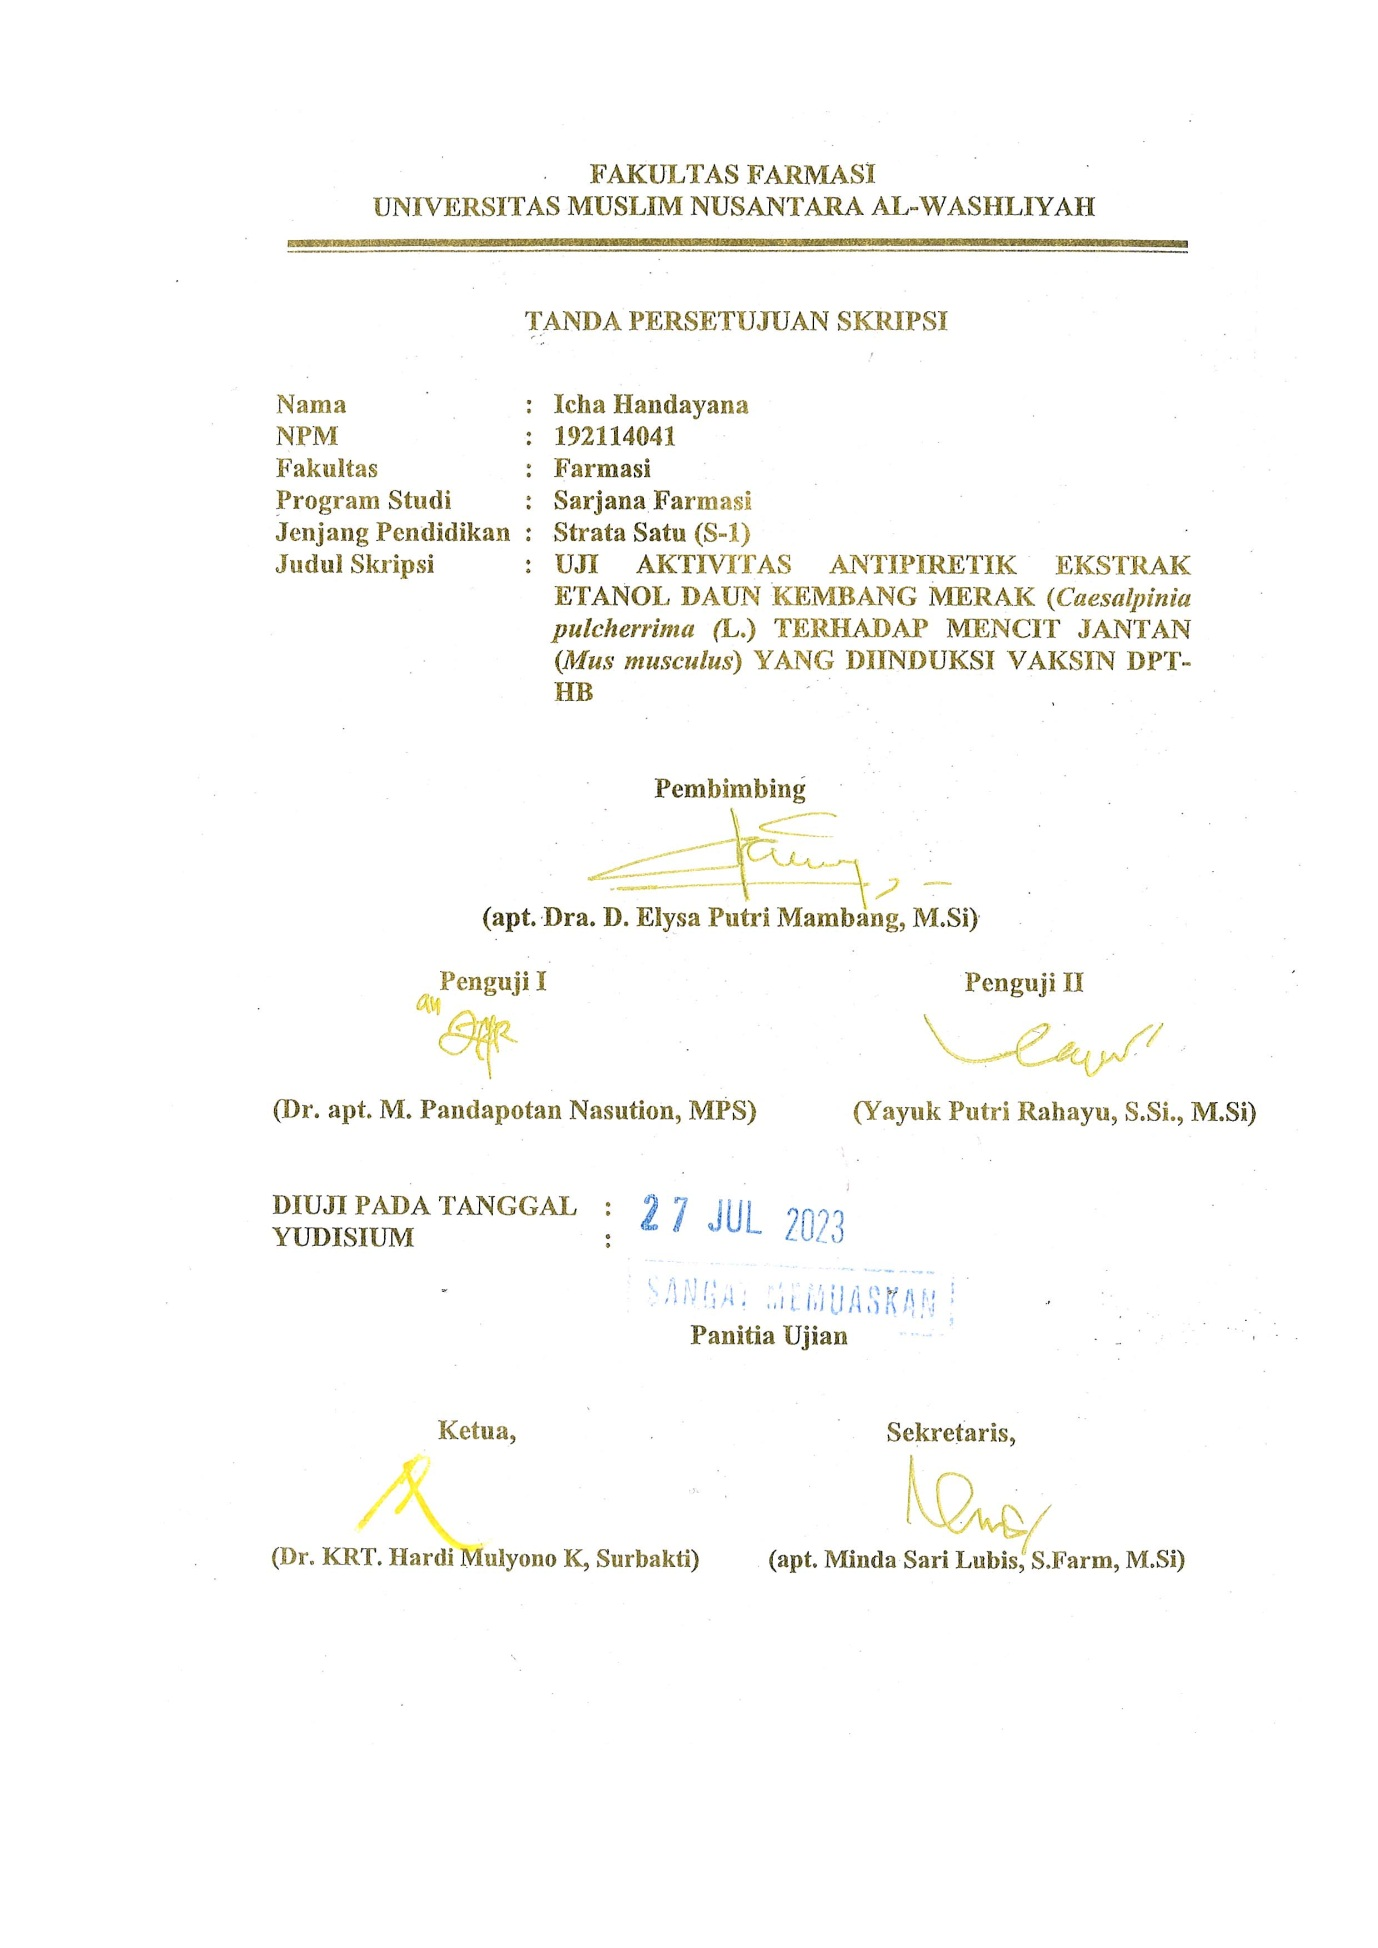 FAKULTAS FARMASI
UNIVERSITAS MUSLIM NUSANTARA AL-WASHLIYAH
TANDA PERSETUJUAN SKRIPSI
Nama : Icha Handayana
NPM : 192114041
Fakultas : Farmasi
Program Studi : Sarjana Farmasi
Jenjang Pendidikan : Strata Satu (S-1)
Judul Skripsi : UJI AKTIVITAS ANTIPIRETIK EKSTRAK
ETANOL DAUN KEMBANG MERAK (Caesalpinia
pulcherrima (L.) TERHADAP MENCIT JANTAN
(Mus musculus) YANG DIINDUKSI VAKSIN DPT-
HB
Pembimbing
(apt. Dra. D. Elysa Putri Mambang, M.Si)
Penguji I Penguji II
an
(Dr. apt. M. Pandapotan Nasution, MPS) (Yayuk Putri Rahayu, S.Si., M.Si)
DIUJI PADA TANGGAL : 27 JUL 2023
YUDISIUM :
SANGAT MEMUASKAN
Panitia Ujian
Ketua, Sekretaris,
(Dr. KRT. Hardi Mulyono K, Surbakti) (apt. Minda Sari Lubis, S.Farm, M.Si)